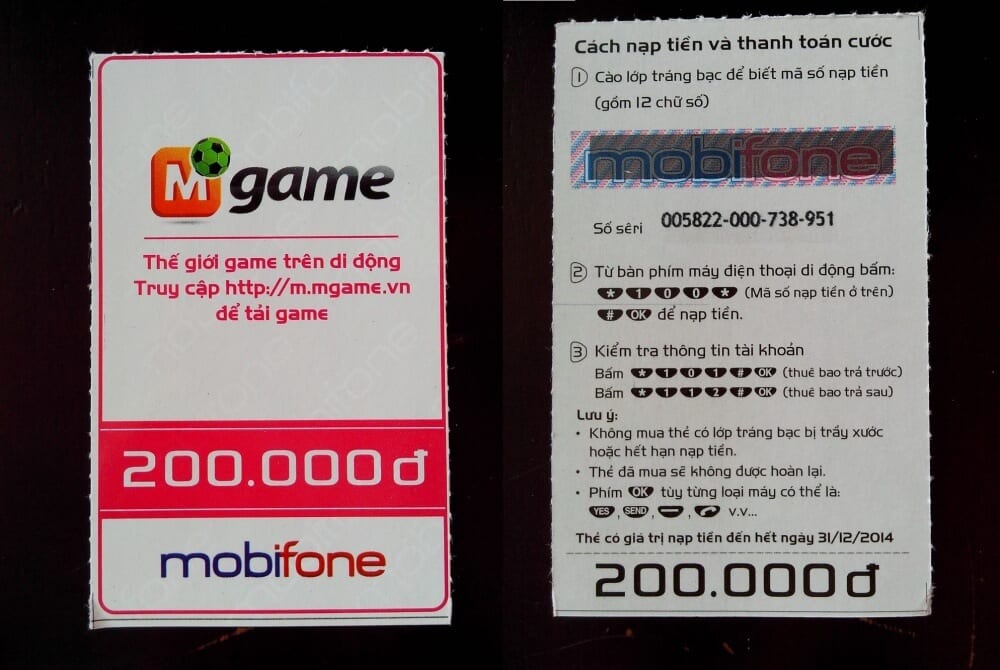 M game
Thế giới game trên di động
Truy cập http://m.mgame.vn
để tải game
200.000đ
mobifone
Cách nạp tiền và thanh toán cước
1 Cào lớp tráng bạc để biết mã số nạp tiền
(gồm 12 chữ số)
mobifone
Số sêri 005822-000-738-951
2 Từ bàn phím máy điện thoại di động bấm:
* 1 0 0 * (Mã số nạp tiền ở trên)
# OK để nạp tiền.
3 Kiểm tra thông tin tài khoản
Bấm * 1 0 1 # OK (thuê bao trả trước)
Bấm * 1 1 2 # OK (thuê bao trả sau)
Lưu ý:
• Không mua thẻ có lớp tráng bạc bị trầy xước
hoặc hết hạn nạp tiền.
• Thẻ đã mua sẽ không được hoàn lại.
• Phím OK tùy từng loại máy có thể là:
YES, SEND, , v.v...
Thẻ có giá trị nạp tiền đến hết ngày 31/12/2014
200.000đ